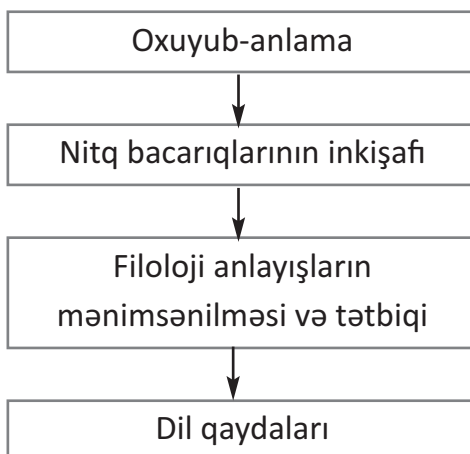 Oxuyub-anlama
Nitq bacarıqlarının inkişafı
Filoloji anlayışların
mənimsənilməsi və tətbiqi
Dil qaydaları